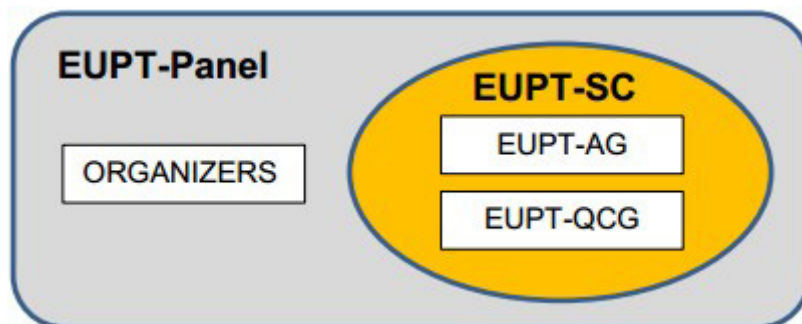 EUPT-Panel
EUPT-SC
EUPT-AG
ORGANIZERS
EUPT-QCG